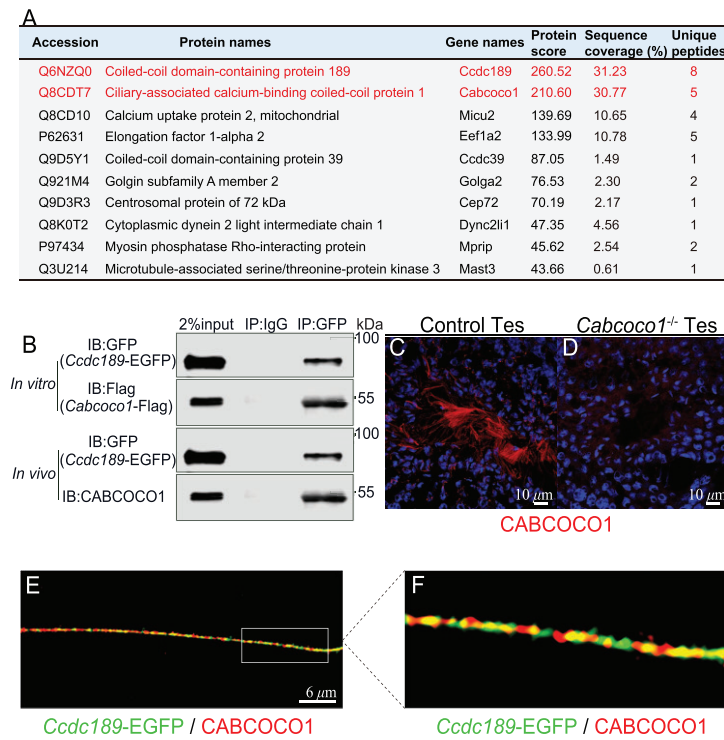 A
Accession Protein names Gene names Protein score Sequence coverage (%) Unique peptides
Q6NZQ0 Coiled-coil domain-containing protein 189 Ccdc189 260.52 31.23 8
Q8CDT7 Ciliary-associated calcium-binding coiled-coil protein 1 Cabcoco1 210.60 30.77 5
Q8CD10 Calcium uptake protein 2, mitochondrial Micu2 139.69 10.65 4
P62631 Elongation factor 1-alpha 2 Eef1a2 133.99 10.78 5
Q9D5Y1 Coiled-coil domain-containing protein 39 Ccdc39 87.05 1.49 1
Q921M4 Golgin subfamily A member 2 Golga2 76.53 2.30 2
Q9D3R3 Centrosomal protein of 72 kDa Cep72 70.19 2.17 1
Q8K0T2 Cytoplasmic dynein 2 light intermediate chain 1 Dync2li1 47.35 4.56 1
P97434 Myosin phosphatase Rho-interacting protein Mprip 45.62 2.54 2
Q3U214 Microtubule-associated serine/threonine-protein kinase 3 Mast3 43.66 0.61 1
B
2%input IP:IgG IP:GFP kDa
In vitro
IB:GFP
(Ccdc189-EGFP)
100
IB:Flag
(Cabcoco1-Flag)
55
In vivo
IB:GFP
(Ccdc189-EGFP)
100
IB:CABCOCO1
55
Control Tes
Cabcoco1-/- Tes
C
D
10 μm
10 μm
CABCOCO1
E
6 μm
F
Ccdc189-EGFP / CABCOCO1
Ccdc189-EGFP / CABCOCO1